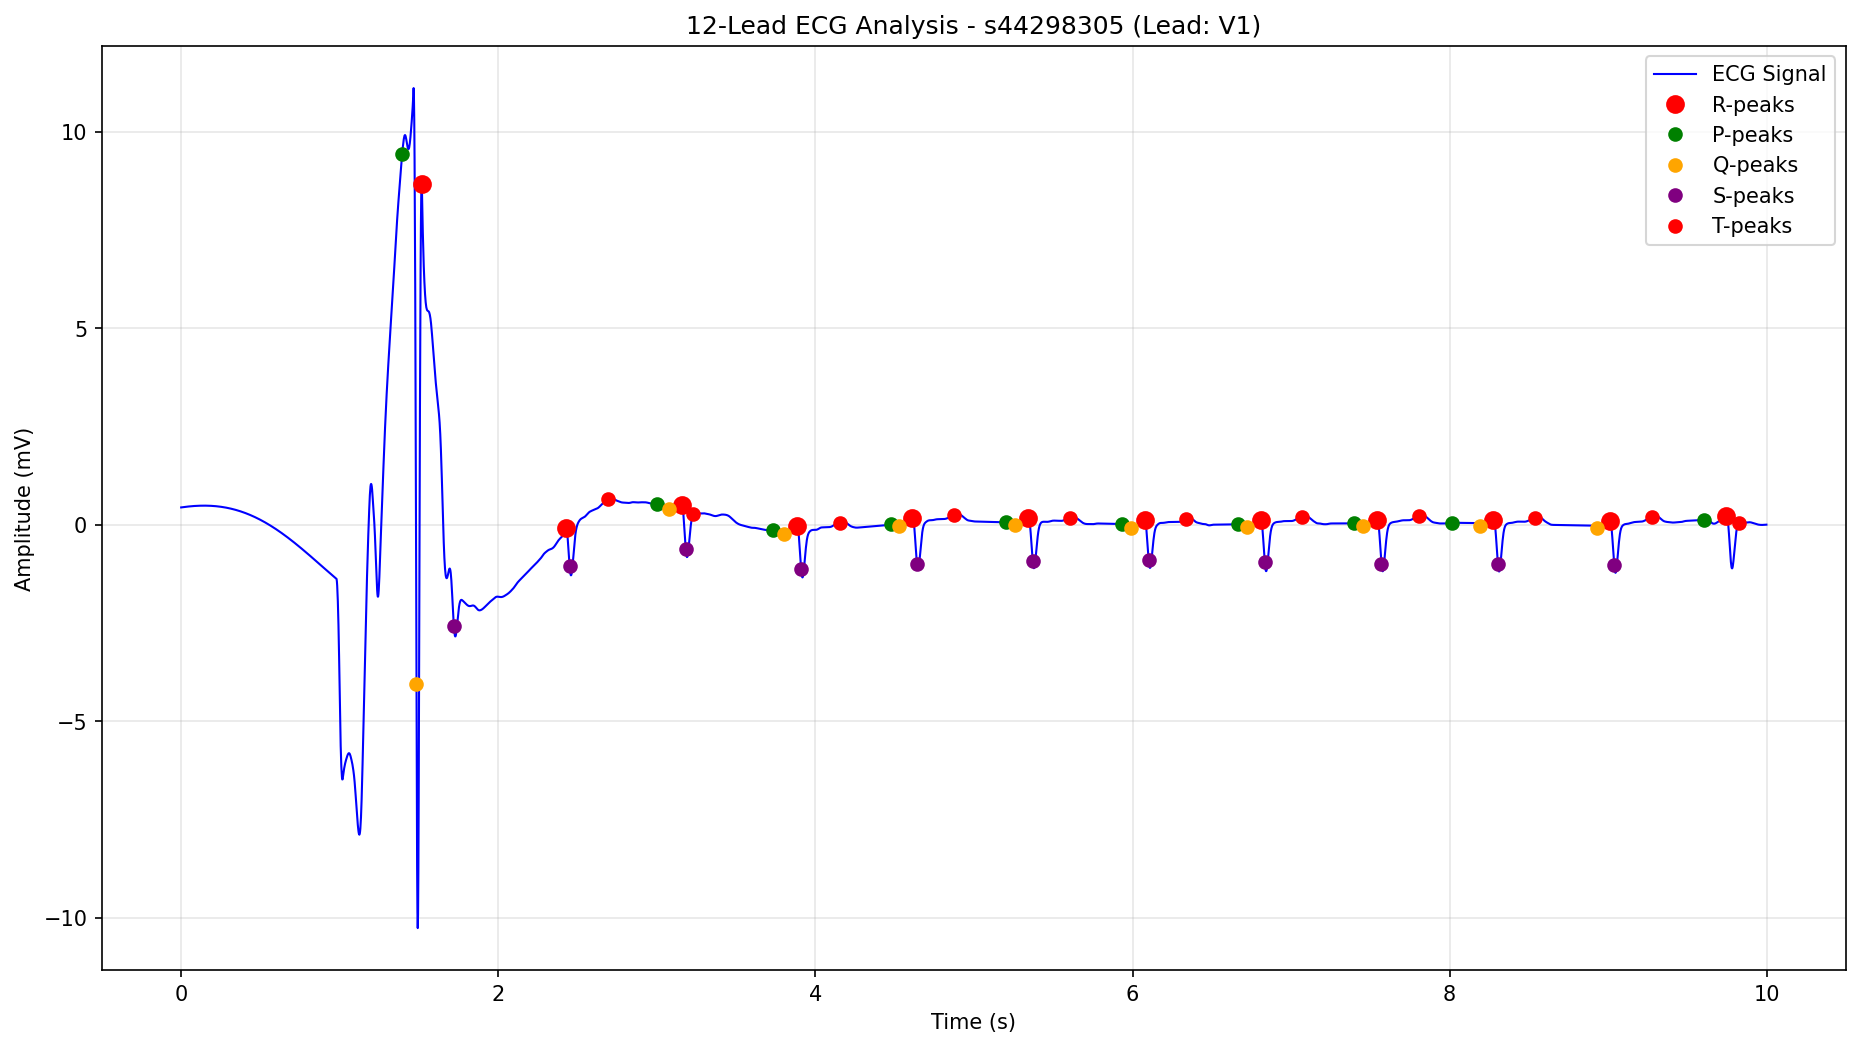 12-Lead ECG Analysis - s44298305 (Lead: V1)
ECG Signal
R-peaks
P-peaks
Q-peaks
S-peaks
T-peaks
10
5
0
−5
−10
Amplitude (mV)
0 2 4 6 8 10
Time (s)